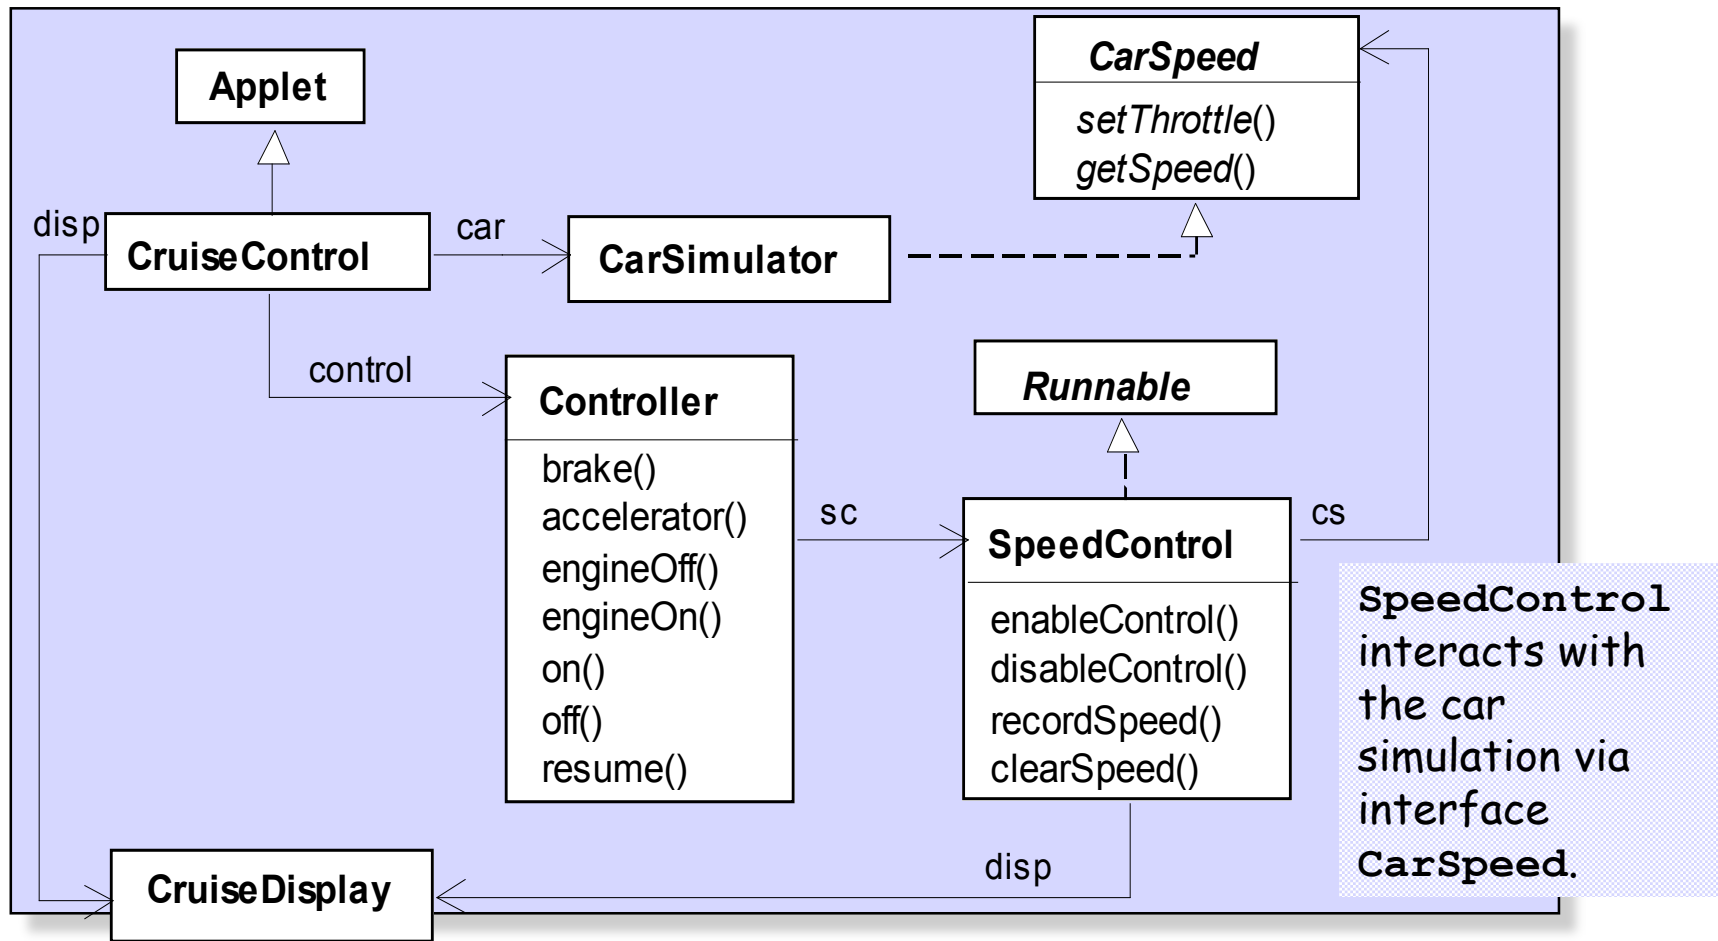 Applet
CarSpeed
setThrottle()
getSpeed()
disp
CruiseControl
car
CarSimulator
control
Controller
brake()
accelerator()
engineOff()
engineOn()
on()
off()
resume()
sc
Runnable
SpeedControl
enableControl()
disableControl()
recordSpeed()
clearSpeed()
cs
disp
CruiseDisplay
SpeedControl
interacts with
the car
simulation via
interface
CarSpeed.